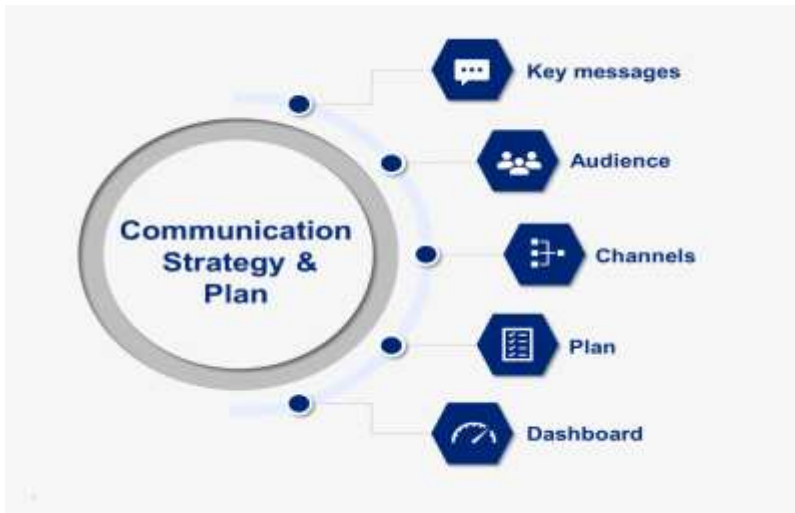 Communication
Strategy &
Plan
Key messages
Audience
Channels
Plan
Dashboard